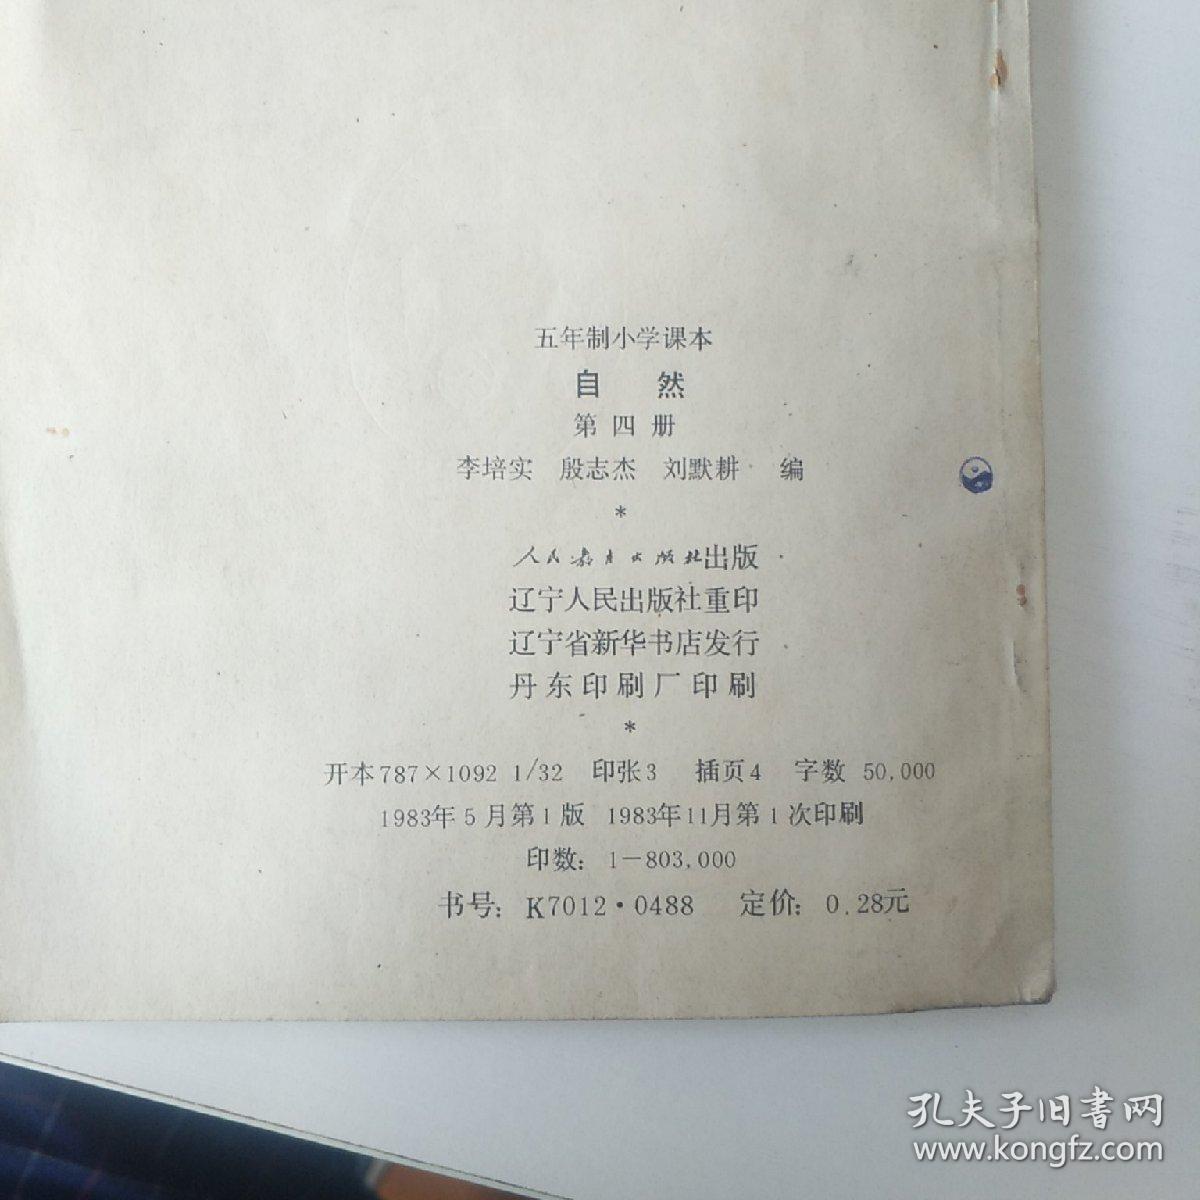 五年制小学课本
自 然
第四册
李培实 殷志杰 刘默耕 编
*
人民教育出版社出版
辽宁人民出版社重印
辽宁省新华书店发行
丹东印刷厂印刷
*
开本787×1092 1/32 印张3 插页4 字数 50,000
1983年5月第1版 1983年11月第1次印刷
印数：1－803,000
书号：K7012·0488 定价：0.28元
孔夫子旧书网
www.kongfz.com